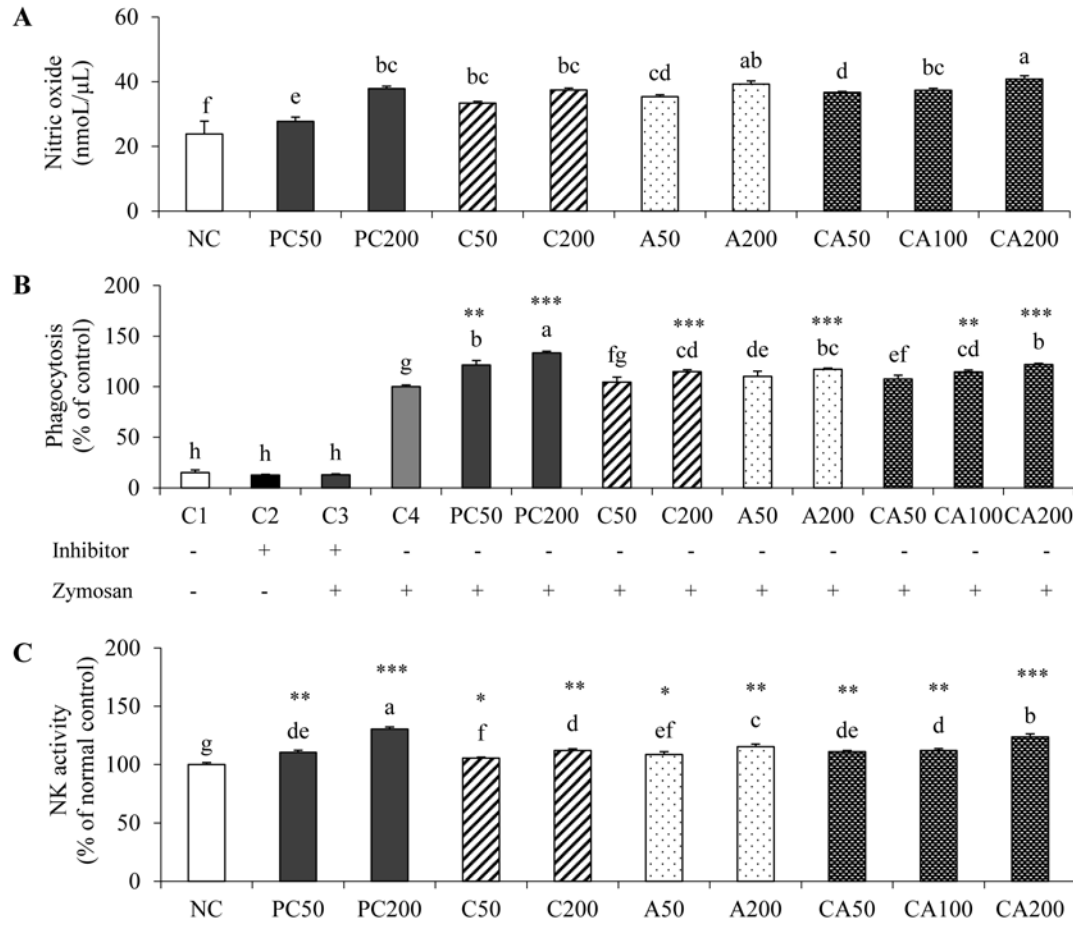 A
Nitric oxide
(nmoL/μL)
60
40
20
0
f e bc bc bc cd ab d bc a
NC PC50 PC200 C50 C200 A50 A200 CA50 CA100 CA200
B
Phagocytosis
(% of control)
200
150
100
50
0
** *** *** *** ** ***
h h h g b a fg cd de bc ef cd b
C1 C2 C3 C4 PC50 PC200 C50 C200 A50 A200 CA50 CA100 CA200
Inhibitor - + + - - - - - - - - - -
Zymosan - - + + + + + + + + + + +
C
NK activity
(% of normal control)
200
150
100
50
0
** *** * ** * ** ** ** ***
g de a f d ef c de d b
NC PC50 PC200 C50 C200 A50 A200 CA50 CA100 CA200